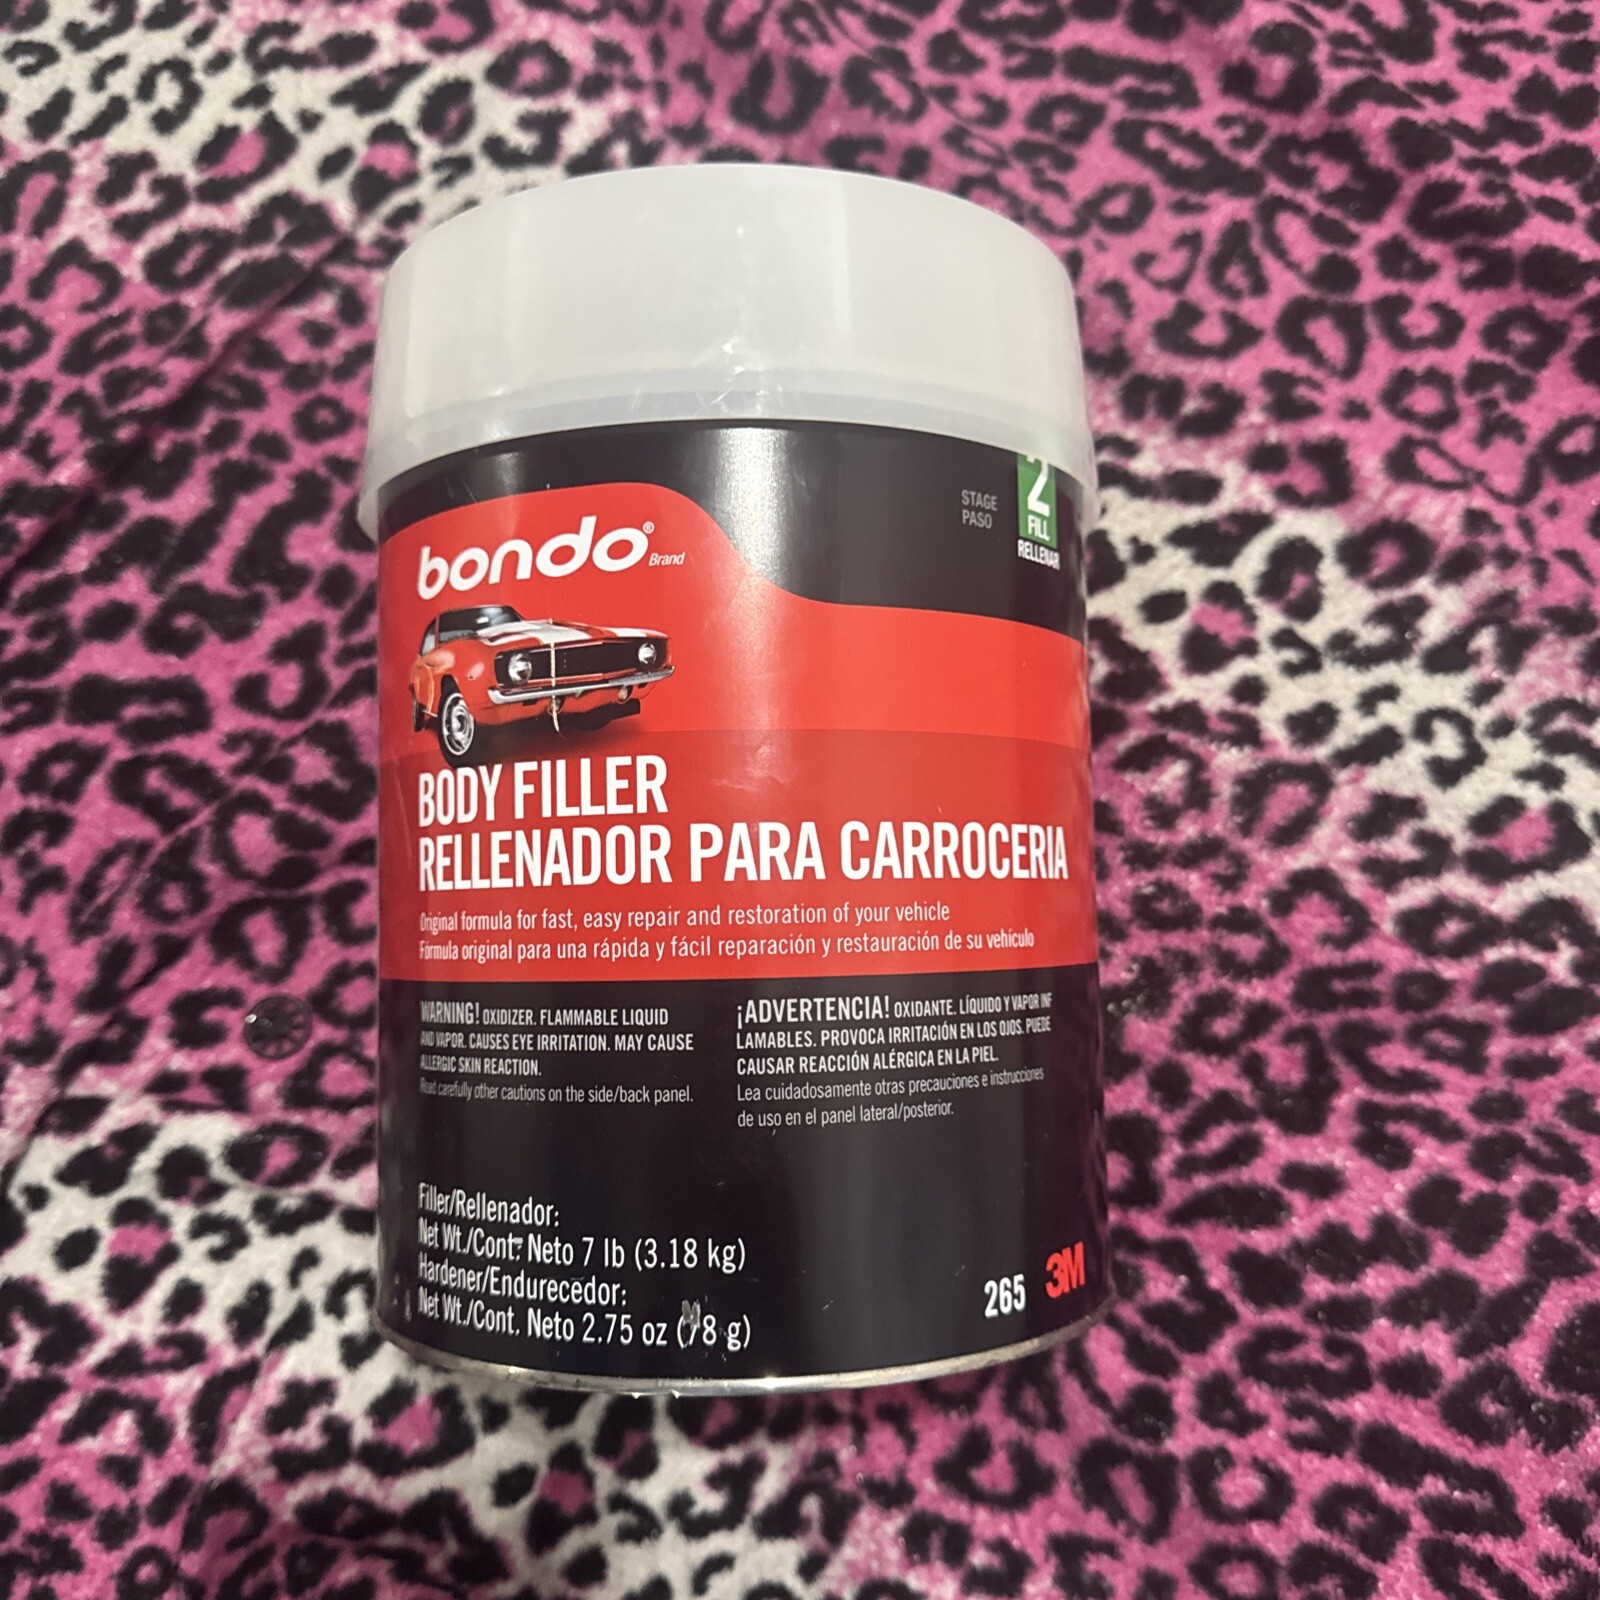 STAGE
PASO
2
FILL
RELLENAR
bondo® Brand
BODY FILLER
RELLENADOR PARA CARROCERIA
Original formula for fast, easy repair and restoration of your vehicle
Fórmula original para una rápida y fácil reparación y restauración de su vehículo
WARNING! OXIDIZER. FLAMMABLE LIQUID
AND VAPOR. CAUSES EYE IRRITATION. MAY CAUSE
ALLERGIC SKIN REACTION.
Read carefully other cautions on the side/back panel.
¡ADVERTENCIA! OXIDANTE. LÍQUIDO Y VAPOR INF
LAMABLES. PROVOCA IRRITACIÓN EN LOS OJOS. PUEDE
CAUSAR REACCIÓN ALÉRGICA EN LA PIEL.
Lea cuidadosamente otras precauciones e instrucciones
de uso en el panel lateral/posterior.
Filler/Rellenador:
Net Wt./Cont. Neto 7 lb (3.18 kg)
Hardener/Endurecedor:
Net Wt./Cont. Neto 2.75 oz (78 g)
265 3M